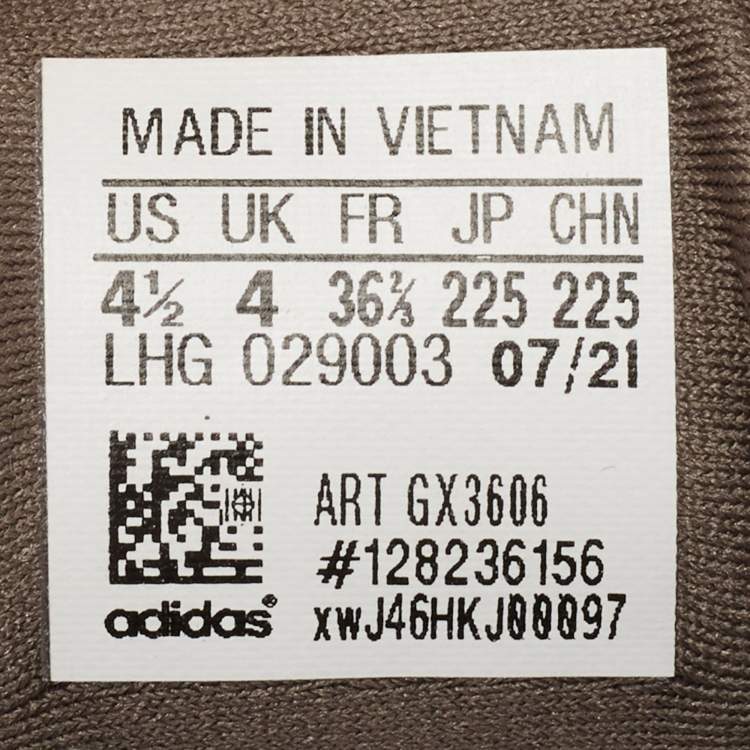 MADE IN VIETNAM
US UK FR JP CHN
4½ 4 36⅔ 225 225
LHG 029003 07/21
ART GX3606
#128236156
adidas® xwJ46HKJ00097